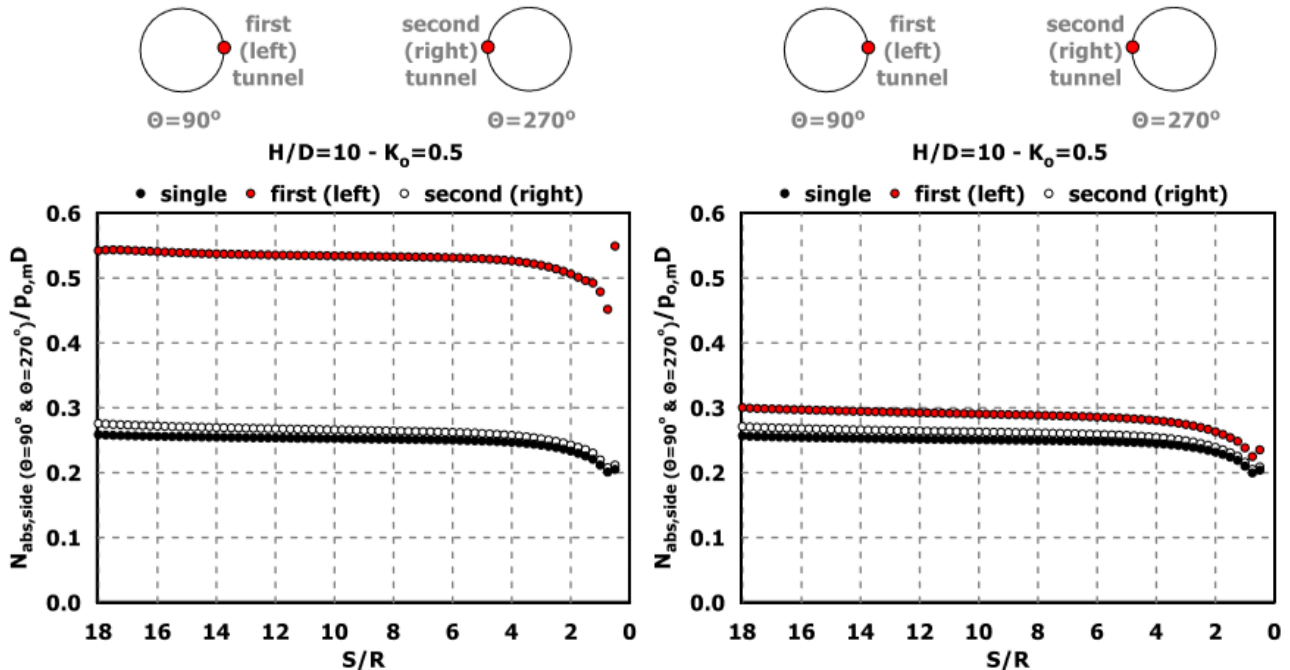 first
(left)
tunnel
second
(right)
tunnel
Θ=90°
Θ=270°
H/D=10 - Ko=0.5
single first (left) second (right)
0.6
0.5
0.4
0.3
0.2
0.1
0.0
Nabs,side (Θ=90° & Θ=270°)/po,mD
18 16 14 12 10 8 6 4 2 0
S/R
first
(left)
tunnel
second
(right)
tunnel
Θ=90°
Θ=270°
H/D=10 - Ko=0.5
single first (left) second (right)
0.6
0.5
0.4
0.3
0.2
0.1
0.0
Nabs,side (Θ=90° & Θ=270°)/po,mD
18 16 14 12 10 8 6 4 2 0
S/R